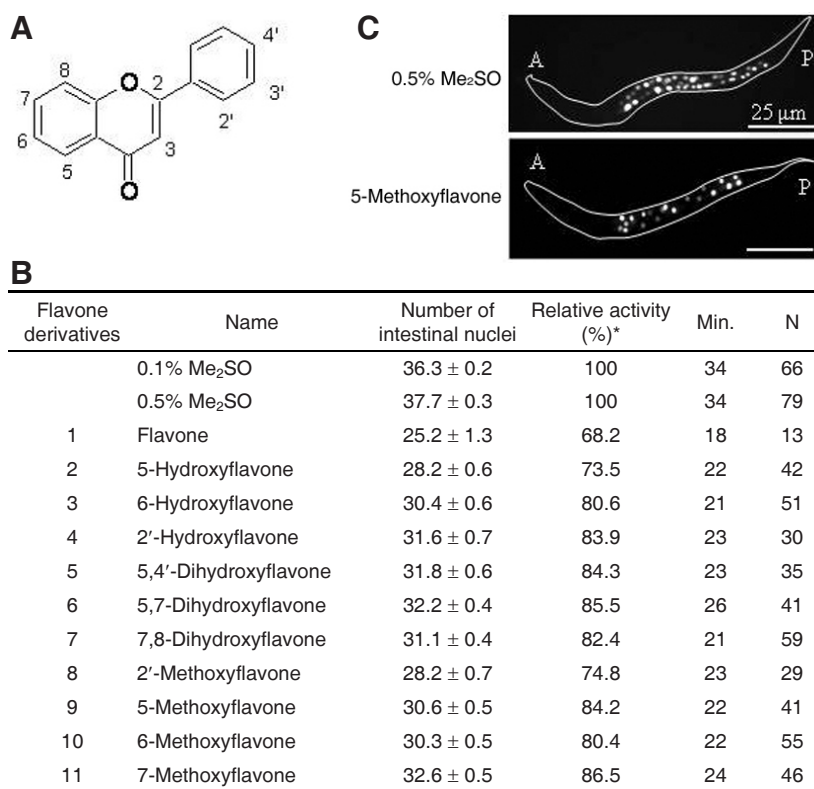 A
O
O
2
3
4'
3'
2'
5
6
7
8
C
0.5% Me₂SO
A
P
25 μm
5-Methoxyflavone
A
P
B
Flavone derivatives Name Number of intestinal nuclei Relative activity (%)* Min. N
0.1% Me₂SO 36.3 ± 0.2 100 34 66
0.5% Me₂SO 37.7 ± 0.3 100 34 79
1 Flavone 25.2 ± 1.3 68.2 18 13
2 5-Hydroxyflavone 28.2 ± 0.6 73.5 22 42
3 6-Hydroxyflavone 30.4 ± 0.6 80.6 21 51
4 2′-Hydroxyflavone 31.6 ± 0.7 83.9 23 30
5 5,4′-Dihydroxyflavone 31.8 ± 0.6 84.3 23 35
6 5,7-Dihydroxyflavone 32.2 ± 0.4 85.5 26 41
7 7,8-Dihydroxyflavone 31.1 ± 0.4 82.4 21 59
8 2′-Methoxyflavone 28.2 ± 0.7 74.8 23 29
9 5-Methoxyflavone 30.6 ± 0.5 84.2 22 41
10 6-Methoxyflavone 30.3 ± 0.5 80.4 22 55
11 7-Methoxyflavone 32.6 ± 0.5 86.5 24 46